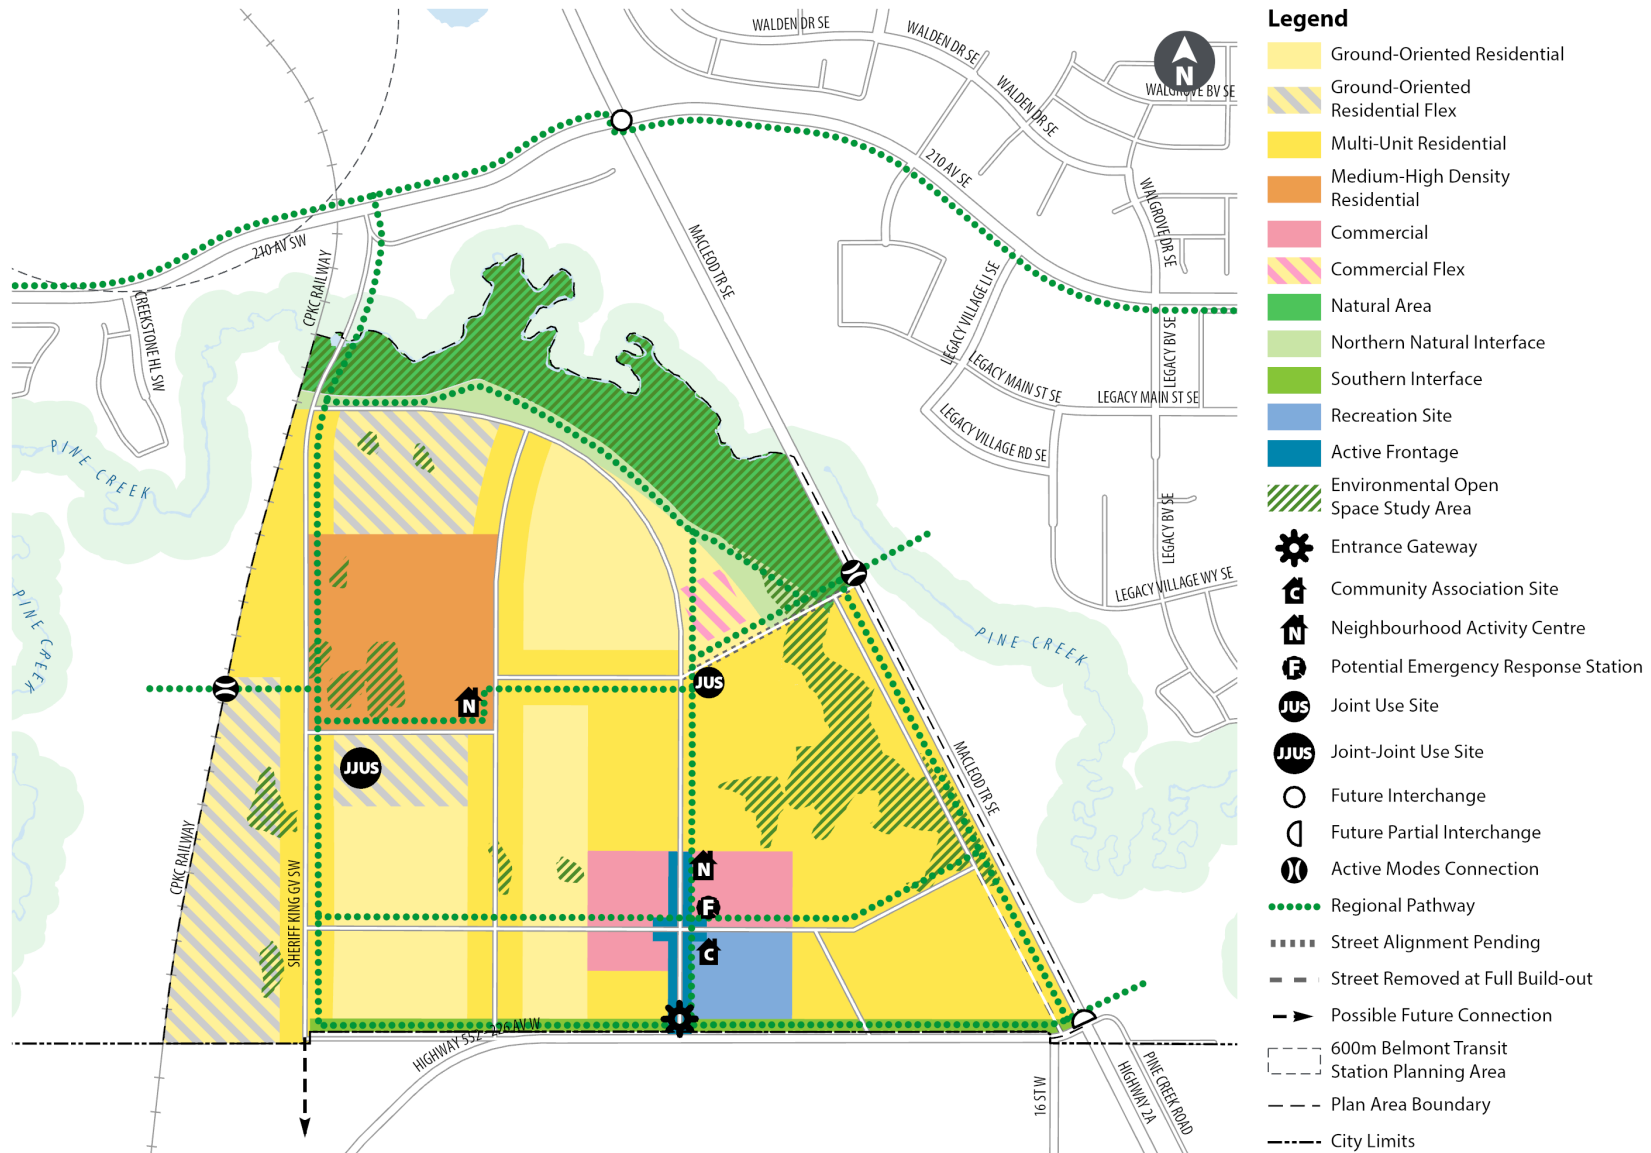 WALDEN DR SE
WALDEN DR SE
WALDEN DR SE
WALGROVE BV SE
N
210 AV SE
WALGROVE DR SE
210 AV SW
CPKC RAILWAY
CREEKSTONE HL SW
MACLEOD TR SE
LEGACY VILLAGE LI SE
LEGACY MAIN ST SE
LEGACY MAIN ST SE
LEGACY BV SE
LEGACY VILLAGE RD SE
LEGACY BV SE
LEGACY VILLAGE WY SE
PINE CREEK
PINE CREEK
PINE CREEK
JUS
N
JJUS
MACLEOD TR SE
CPKC RAILWAY
SHERIFF KING GV SW
N
F
C
HIGHWAY 552 - 226 AV W
16 ST W
HIGHWAY 2A
PINE CREEK ROAD
Legend
Ground-Oriented Residential
Ground-Oriented
Residential Flex
Multi-Unit Residential
Medium-High Density
Residential
Commercial
Commercial Flex
Natural Area
Northern Natural Interface
Southern Interface
Recreation Site
Active Frontage
Environmental Open
Space Study Area
Entrance Gateway
C Community Association Site
N Neighbourhood Activity Centre
F Potential Emergency Response Station
JUS Joint Use Site
JJUS Joint-Joint Use Site
Future Interchange
Future Partial Interchange
Active Modes Connection
Regional Pathway
Street Alignment Pending
Street Removed at Full Build-out
Possible Future Connection
600m Belmont Transit
Station Planning Area
Plan Area Boundary
City Limits